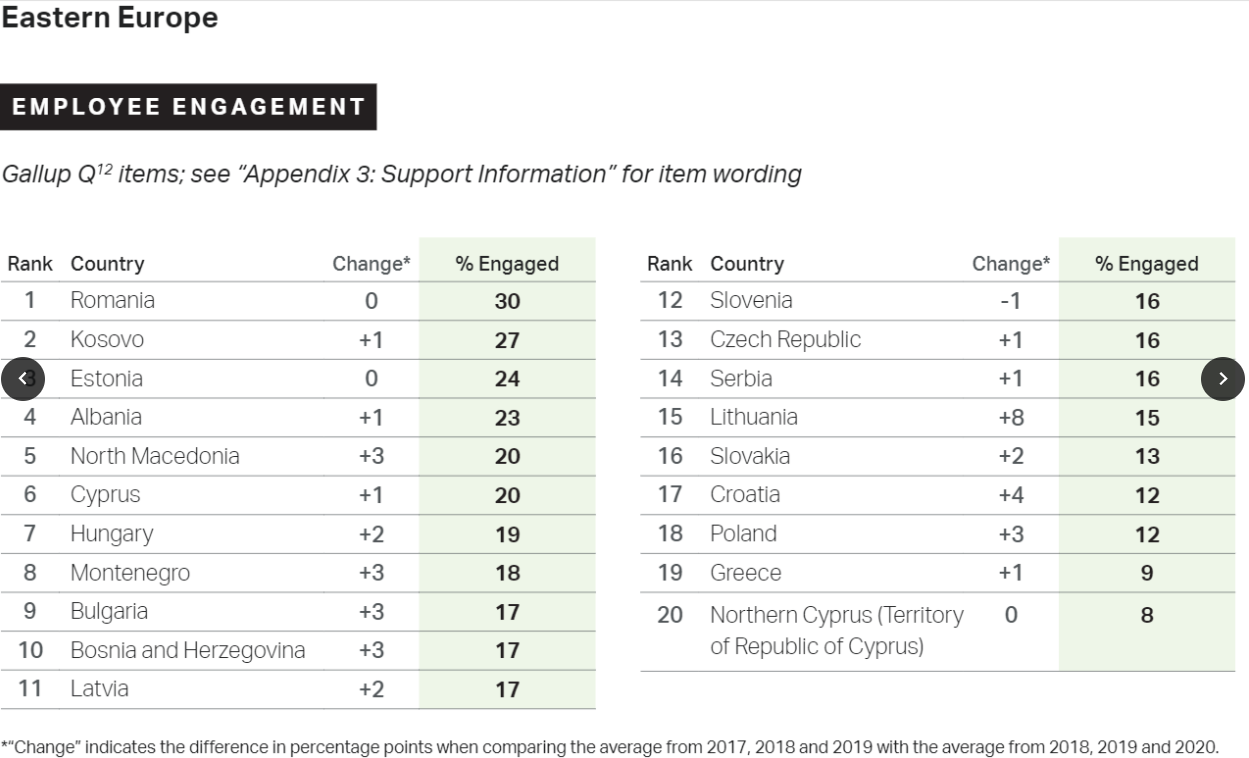 Eastern Europe
EMPLOYEE ENGAGEMENT
Gallup Q12 items; see “Appendix 3: Support Information” for item wording
Rank Country Change* % Engaged
1 Romania 0 30
2 Kosovo +1 27
3 Estonia 0 24
4 Albania +1 23
5 North Macedonia +3 20
6 Cyprus +1 20
7 Hungary +2 19
8 Montenegro +3 18
9 Bulgaria +3 17
10 Bosnia and Herzegovina +3 17
11 Latvia +2 17
Rank Country Change* % Engaged
12 Slovenia -1 16
13 Czech Republic +1 16
14 Serbia +1 16
15 Lithuania +8 15
16 Slovakia +2 13
17 Croatia +4 12
18 Poland +3 12
19 Greece +1 9
20 Northern Cyprus (Territory 0 8
of Republic of Cyprus)
*“Change” indicates the difference in percentage points when comparing the average from 2017, 2018 and 2019 with the average from 2018, 2019 and 2020.